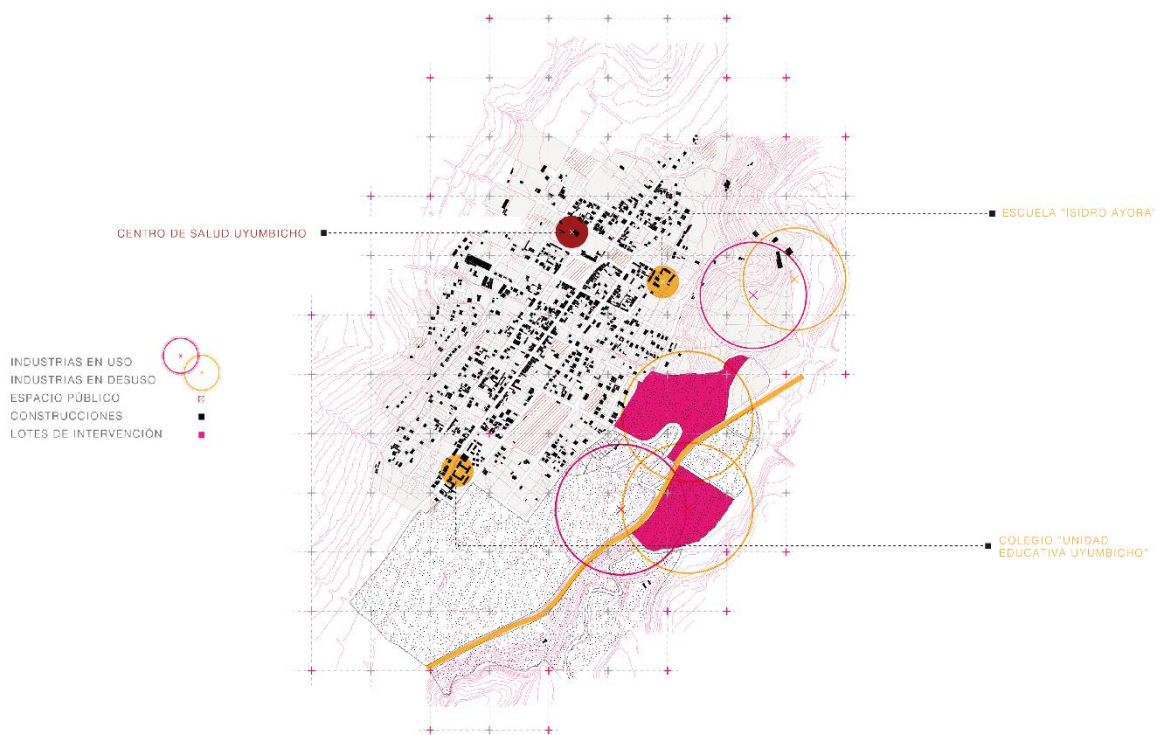 ESCUELA "ISIDRO AYORA"
CENTRO DE SALUD UYUMBICHO
INDUSTRIAS EN USO
INDUSTRIAS EN DESUSO
ESPACIO PÚBLICO
CONSTRUCCIONES
LOTES DE INTERVENCIÓN
COLEGIO "UNIDAD
EDUCATIVA UYUMBICHO"